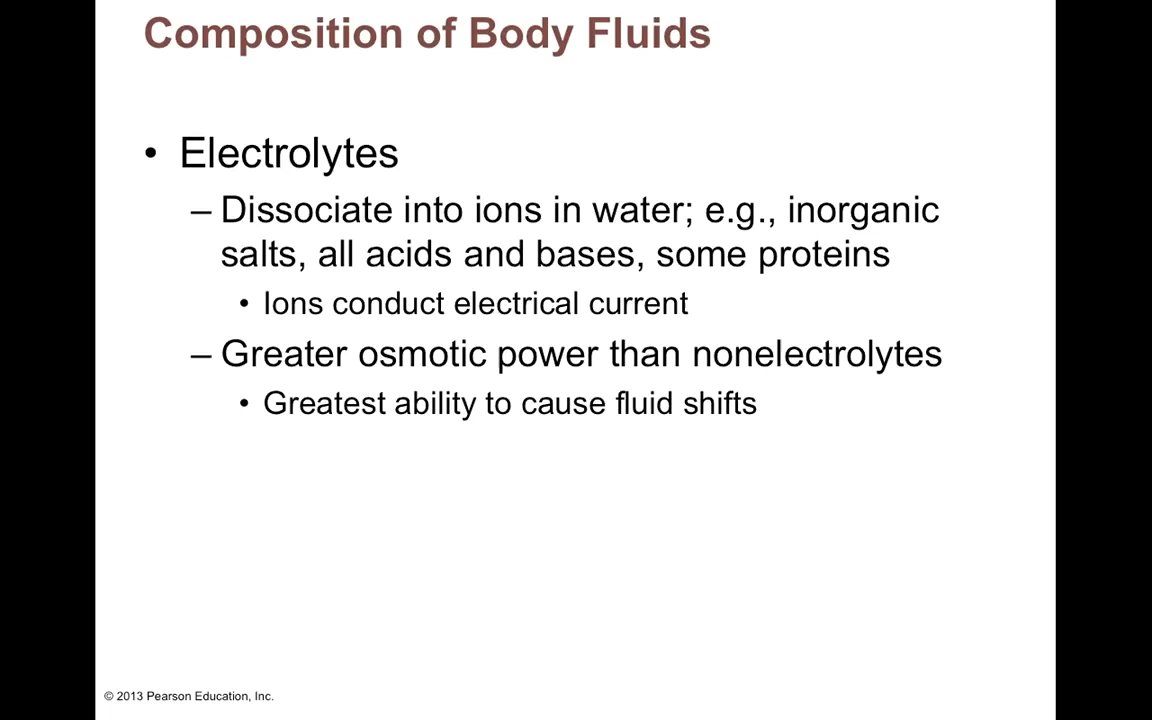 Composition of Body Fluids
• Electrolytes
– Dissociate into ions in water; e.g., inorganic
salts, all acids and bases, some proteins
• Ions conduct electrical current
– Greater osmotic power than nonelectrolytes
• Greatest ability to cause fluid shifts
© 2013 Pearson Education, Inc.